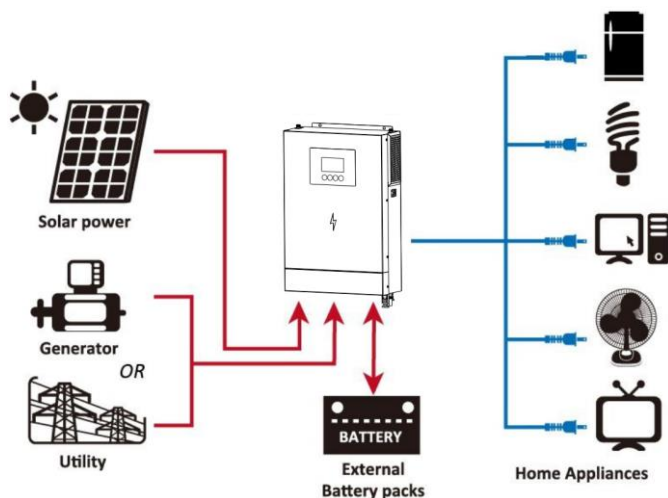 Solar power
Generator
OR
Utility
BATTERY
External
Battery packs
Home Appliances